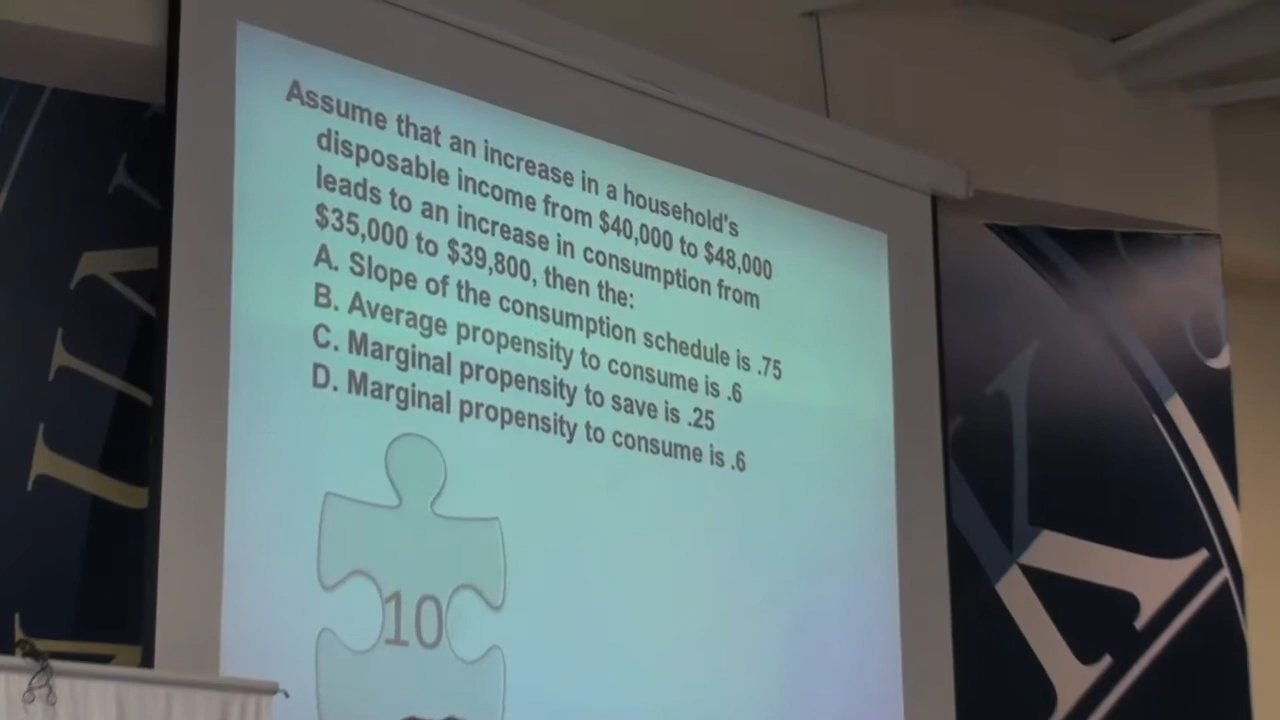 Assume that an increase in a household's
disposable income from $40,000 to $48,000
leads to an increase in consumption from
$35,000 to $39,800, then the:
A. Slope of the consumption schedule is .75
B. Average propensity to consume is .6
C. Marginal propensity to save is .25
D. Marginal propensity to consume is .6
10